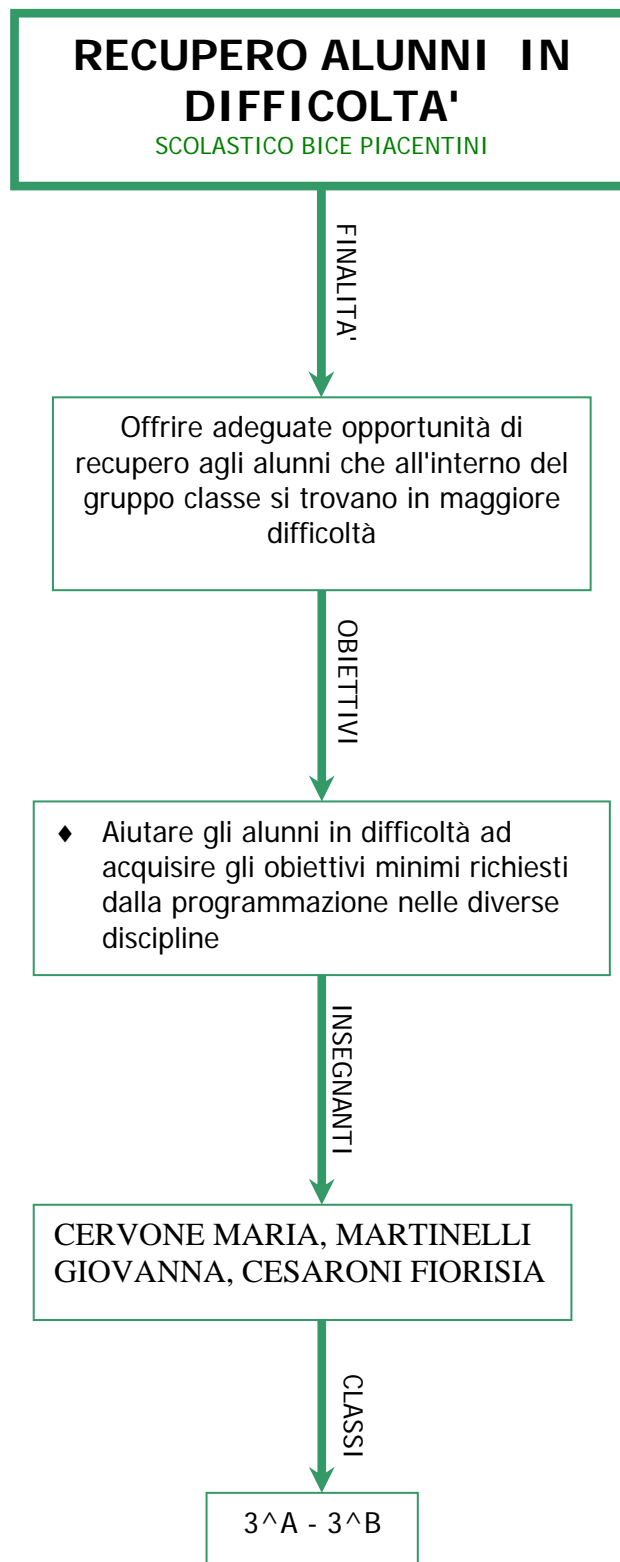 RECUPERO ALUNNI IN
DIFFICOLTA'
SCOLASTICO BICE PIACENTINI
FINALITA'
Offrire adeguate opportunità di
recupero agli alunni che all'interno del
gruppo classe si trovano in maggiore
difficoltà
OBIETTIVI
♦ Aiutare gli alunni in difficoltà ad
acquisire gli obiettivi minimi richiesti
dalla programmazione nelle diverse
discipline
INSEGNANTI
CERVONE MARIA, MARTINELLI
GIOVANNA, CESARONI FIORISIA
CLASSI
3^A - 3^B